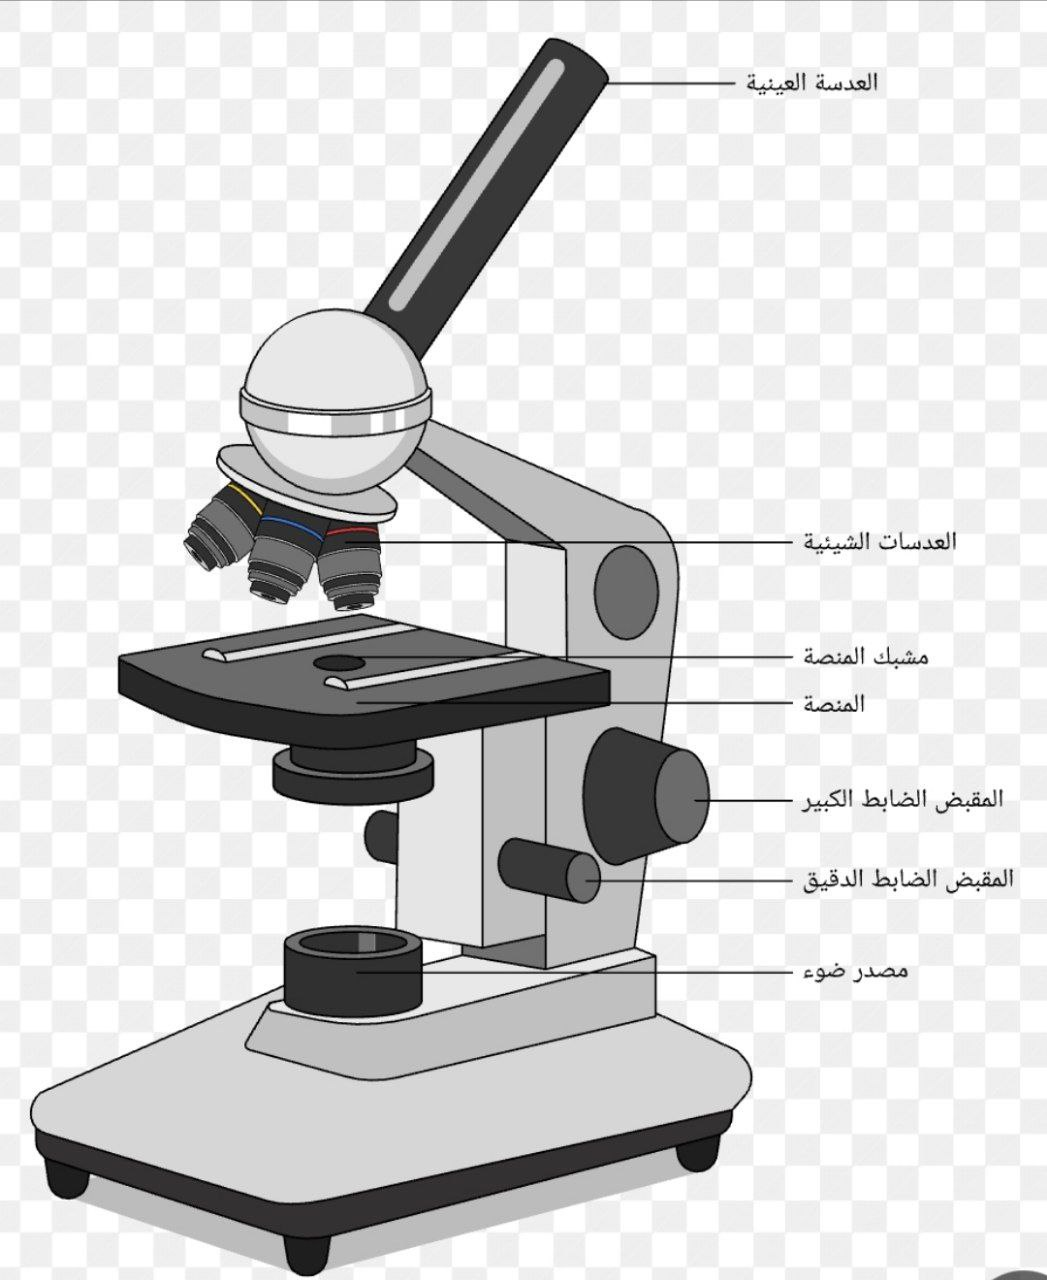 العدسة العينية
العدسات الشيئية
مشبك المنصة
المنصة
المقبض الضابط الكبير
المقبض الضابط الدقيق
مصدر ضوء